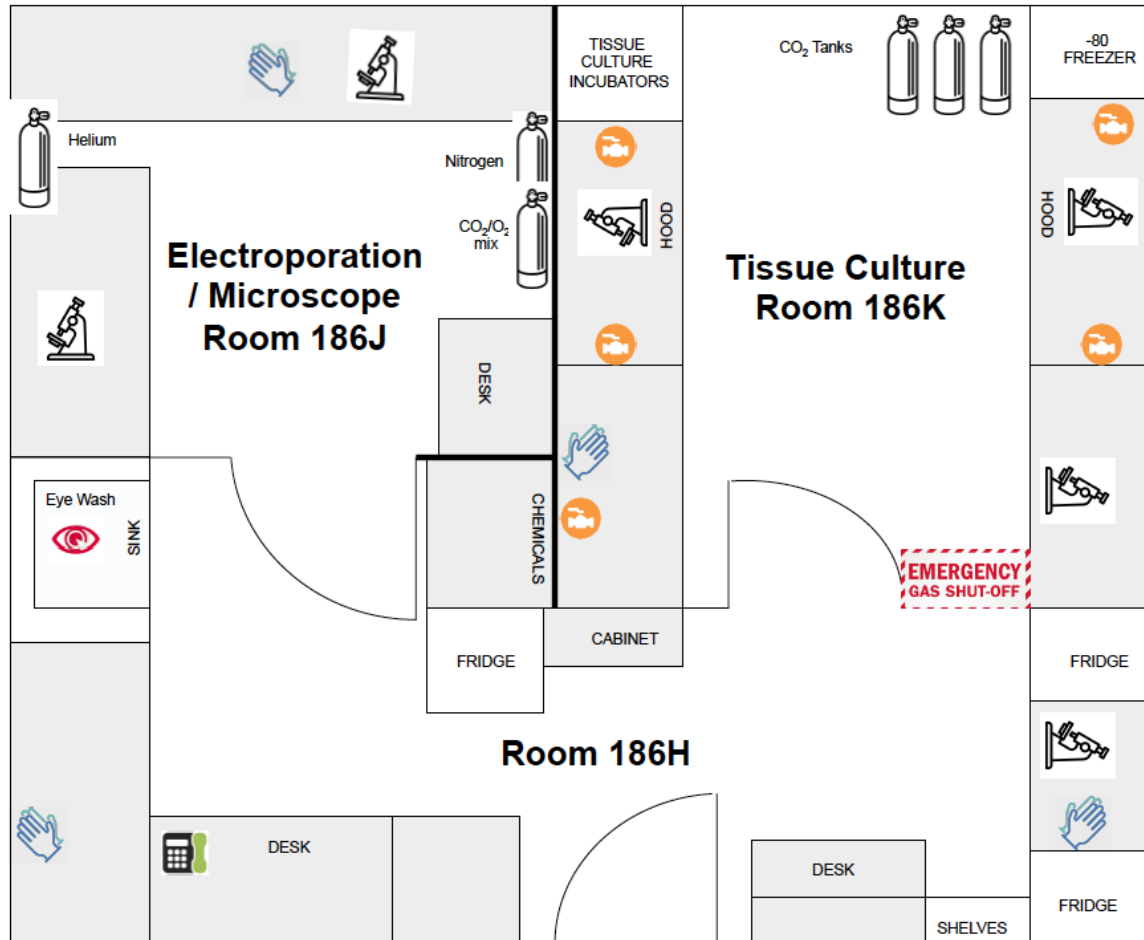 TISSUE
CULTURE
INCUBATORS
CO₂ Tanks
-80
FREEZER
Helium
Nitrogen
CO₂/O₂
mix
HOOD
HOOD
Electroporation
/ Microscope
Room 186J
Tissue Culture
Room 186K
DESK
Eye Wash
SINK
CHEMICALS
EMERGENCY
GAS SHUT-OFF
CABINET
FRIDGE
FRIDGE
Room 186H
DESK
DESK
FRIDGE
SHELVES